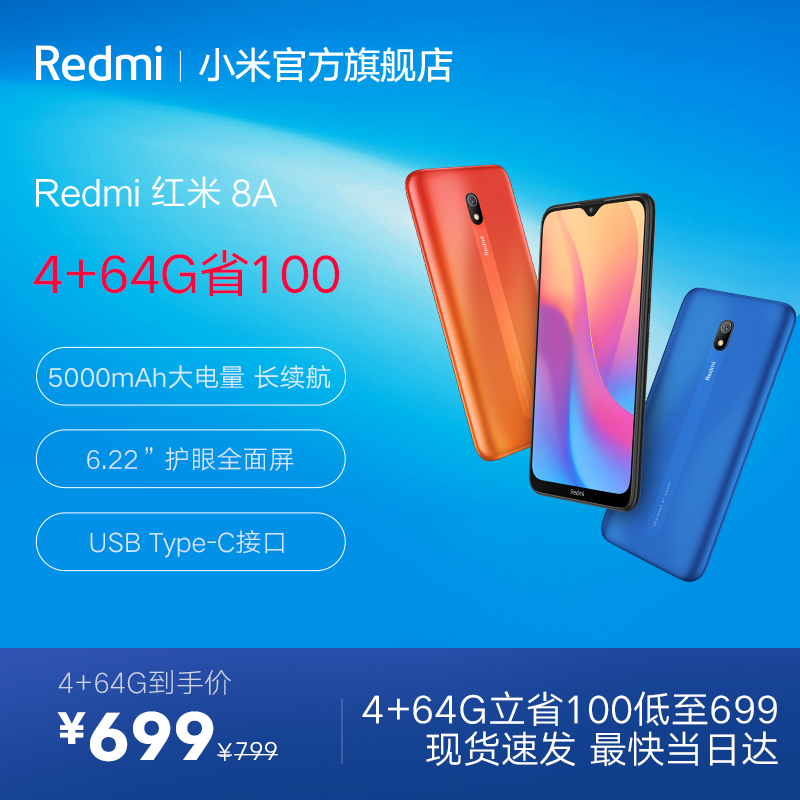 Redmi | 小米官方旗舰店
Redmi 红米 8A
4+64G省100
5000mAh大电量 长续航
6.22” 护眼全面屏
USB Type-C接口
Redmi
Redmi
Redmi
4+64G到手价
¥699 ¥799
4+64G立省100低至699
现货速发 最快当日达